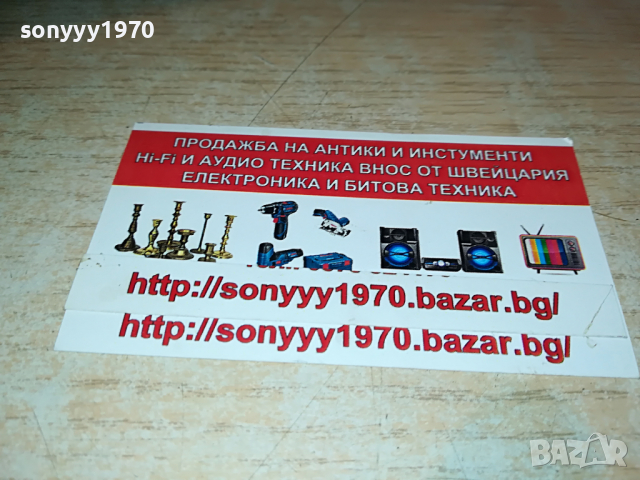 sonyyy1970
ПРОДАЖБА НА АНТИКИ И ИНСТУМЕНТИ
Hi-Fi И АУДИО ТЕХНИКА ВНОС ОТ ШВЕЙЦАРИЯ
ЕЛЕКТРОНИКА И БИТОВА ТЕХНИКА
http://sonyyy1970.bazar.bg/
http://sonyyy1970.bazar.bg/
BAZAR
sonyyy1970